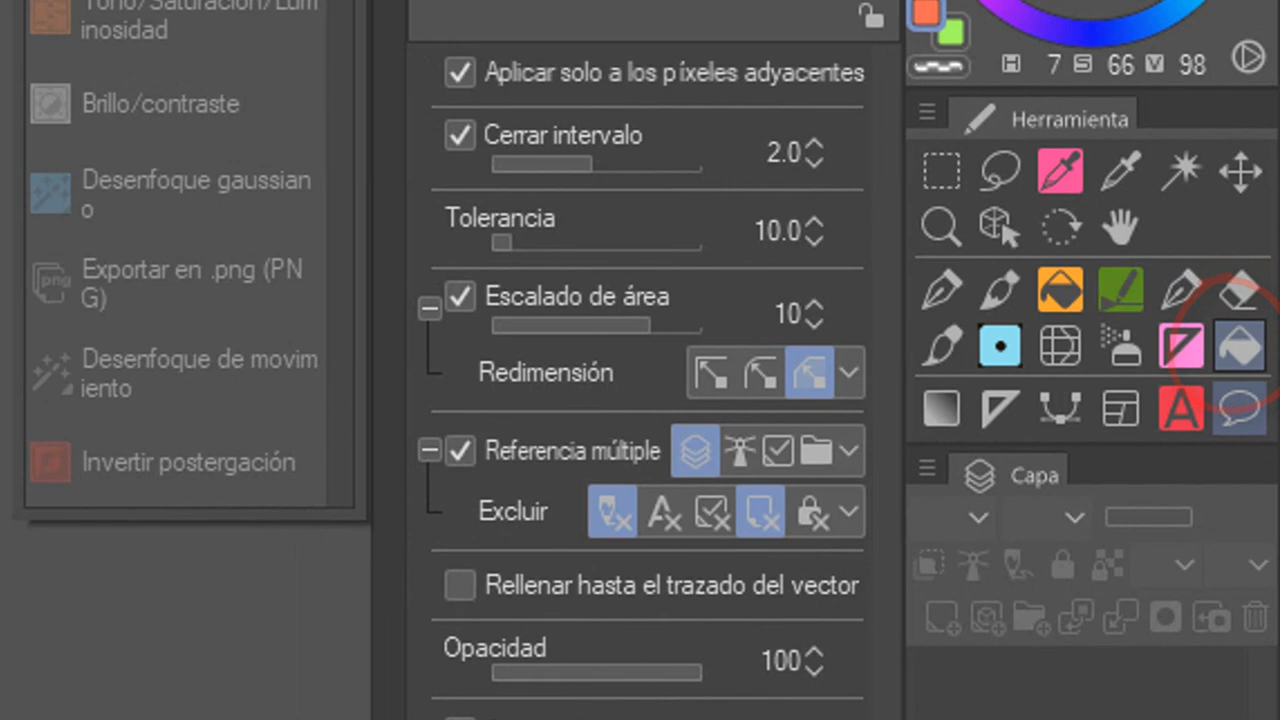 Tono/Saturación/Lum
inosidad
Brillo/contraste
Desenfoque gaussian
o
png
Exportar en .png (PN
G)
Desenfoque de movim
iento
Invertir postergación
Aplicar solo a los píxeles adyacentes
Cerrar intervalo
2.0
Tolerancia
10.0
Escalado de área
10
Redimensión
Referencia múltiple
Excluir
Rellenar hasta el trazado del vector
Opacidad
100
H 7 S 66 V 98
Herramienta
Capa